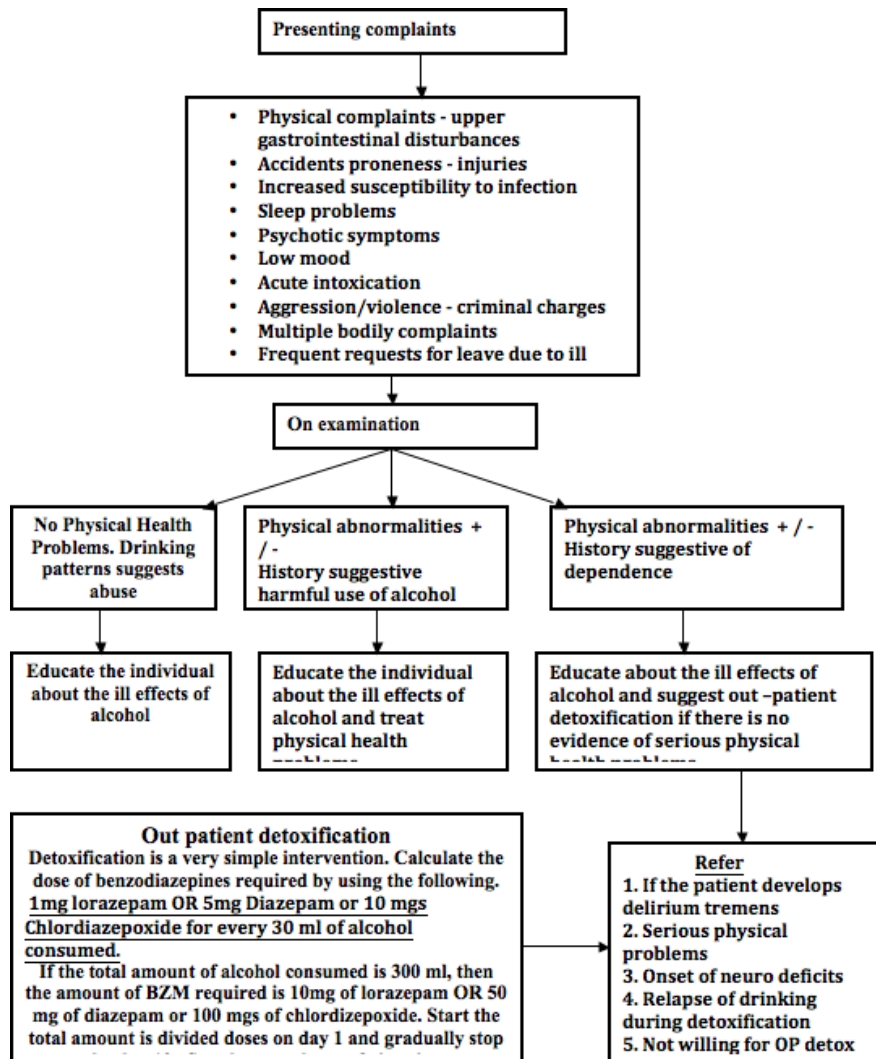 Presenting complaints
• Physical complaints - upper
gastrointestinal disturbances
• Accidents proneness - injuries
• Increased susceptibility to infection
• Sleep problems
• Psychotic symptoms
• Low mood
• Acute intoxication
• Aggression/violence - criminal charges
• Multiple bodily complaints
• Frequent requests for leave due to ill
On examination
No Physical Health
Problems. Drinking
patterns suggests
abuse
Physical abnormalities +
/ -
History suggestive
harmful use of alcohol
Physical abnormalities + / -
History suggestive of
dependence
Educate the individual
about the ill effects of
alcohol
Educate the individual
about the ill effects of
alcohol and treat
physical health
problems
Educate about the ill effects of
alcohol and suggest out –patient
detoxification if there is no
evidence of serious physical
health problems
Out patient detoxification
Detoxification is a very simple intervention. Calculate the
dose of benzodiazepines required by using the following.
1mg lorazepam OR 5mg Diazepam or 10 mgs
Chlordiazepoxide for every 30 ml of alcohol
consumed.
If the total amount of alcohol consumed is 300 ml, then
the amount of BZM required is 10mg of lorazepam OR 50
mg of diazepam or 100 mgs of chlordizepoxide. Start the
total amount is divided doses on day 1 and gradually stop
Refer
1. If the patient develops
delirium tremens
2. Serious physical
problems
3. Onset of neuro deficits
4. Relapse of drinking
during detoxification
5. Not willing for OP detox